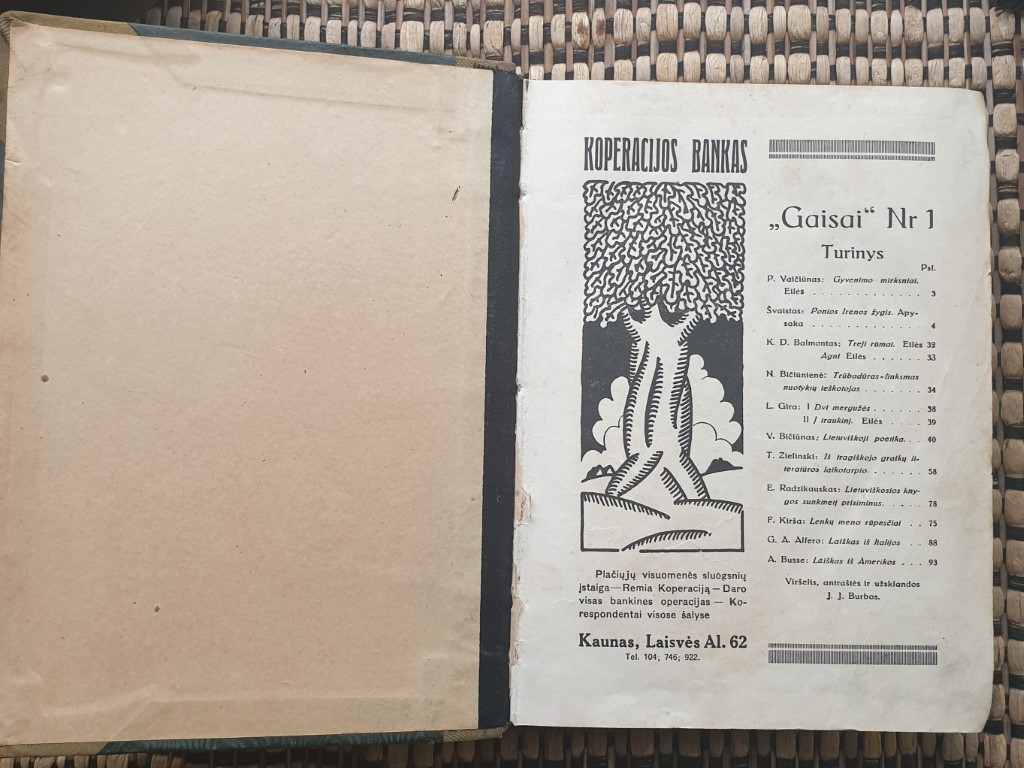 KOPERACIJOS BANKAS
Plačiųjų visuomenės sluogsnių
įstaiga — Remia Koperaciją — Daro
visas bankines operacijas — Ko-
respondentai visose šalyse
Kaunas, Laisvės Al. 62
Tel. 104; 746; 922.
„Gaisai“ Nr 1
Turinys
Psl.
P. Vaičiūnas: Gyvenimo mirksniai.
Eilės . . . . . . . . . . . . . 3
Švaistas: Ponios Irenos žygis. Apy-
saka . . . . . . . . . . . . . 4
K. D. Balmontas: Treji rūmai. Eilės 32
Agni Eilės . . . . . . 33
N. Bičiūnienė: Trūbadūras-linksmas
nuotykių ieškotojas . . . . . . . 34
L. Gira: I Dvi mergužės . . . . . . 38
II Į traukinį. Eilės . . . . 39
V. Bičiūnas; Lietuviškoji poetika. . . 40
T. Zielinski: Iš tragiškojo graikų li-
teratūros laikotarpio . . . . . . 58
E. Radzikauskas: Lietuviškosios kny-
gos sunkmetį prisiminus. . . . . 78
F. Kirša: Lenkų meno rūpesčiai . . 75
G. A. Alfero: Laiškas iš Italijos . . 88
A. Busse: Laiškas iš Amerikos . . . 93
Viršelis, antraštės ir užsklandos
J. J. Burbos.